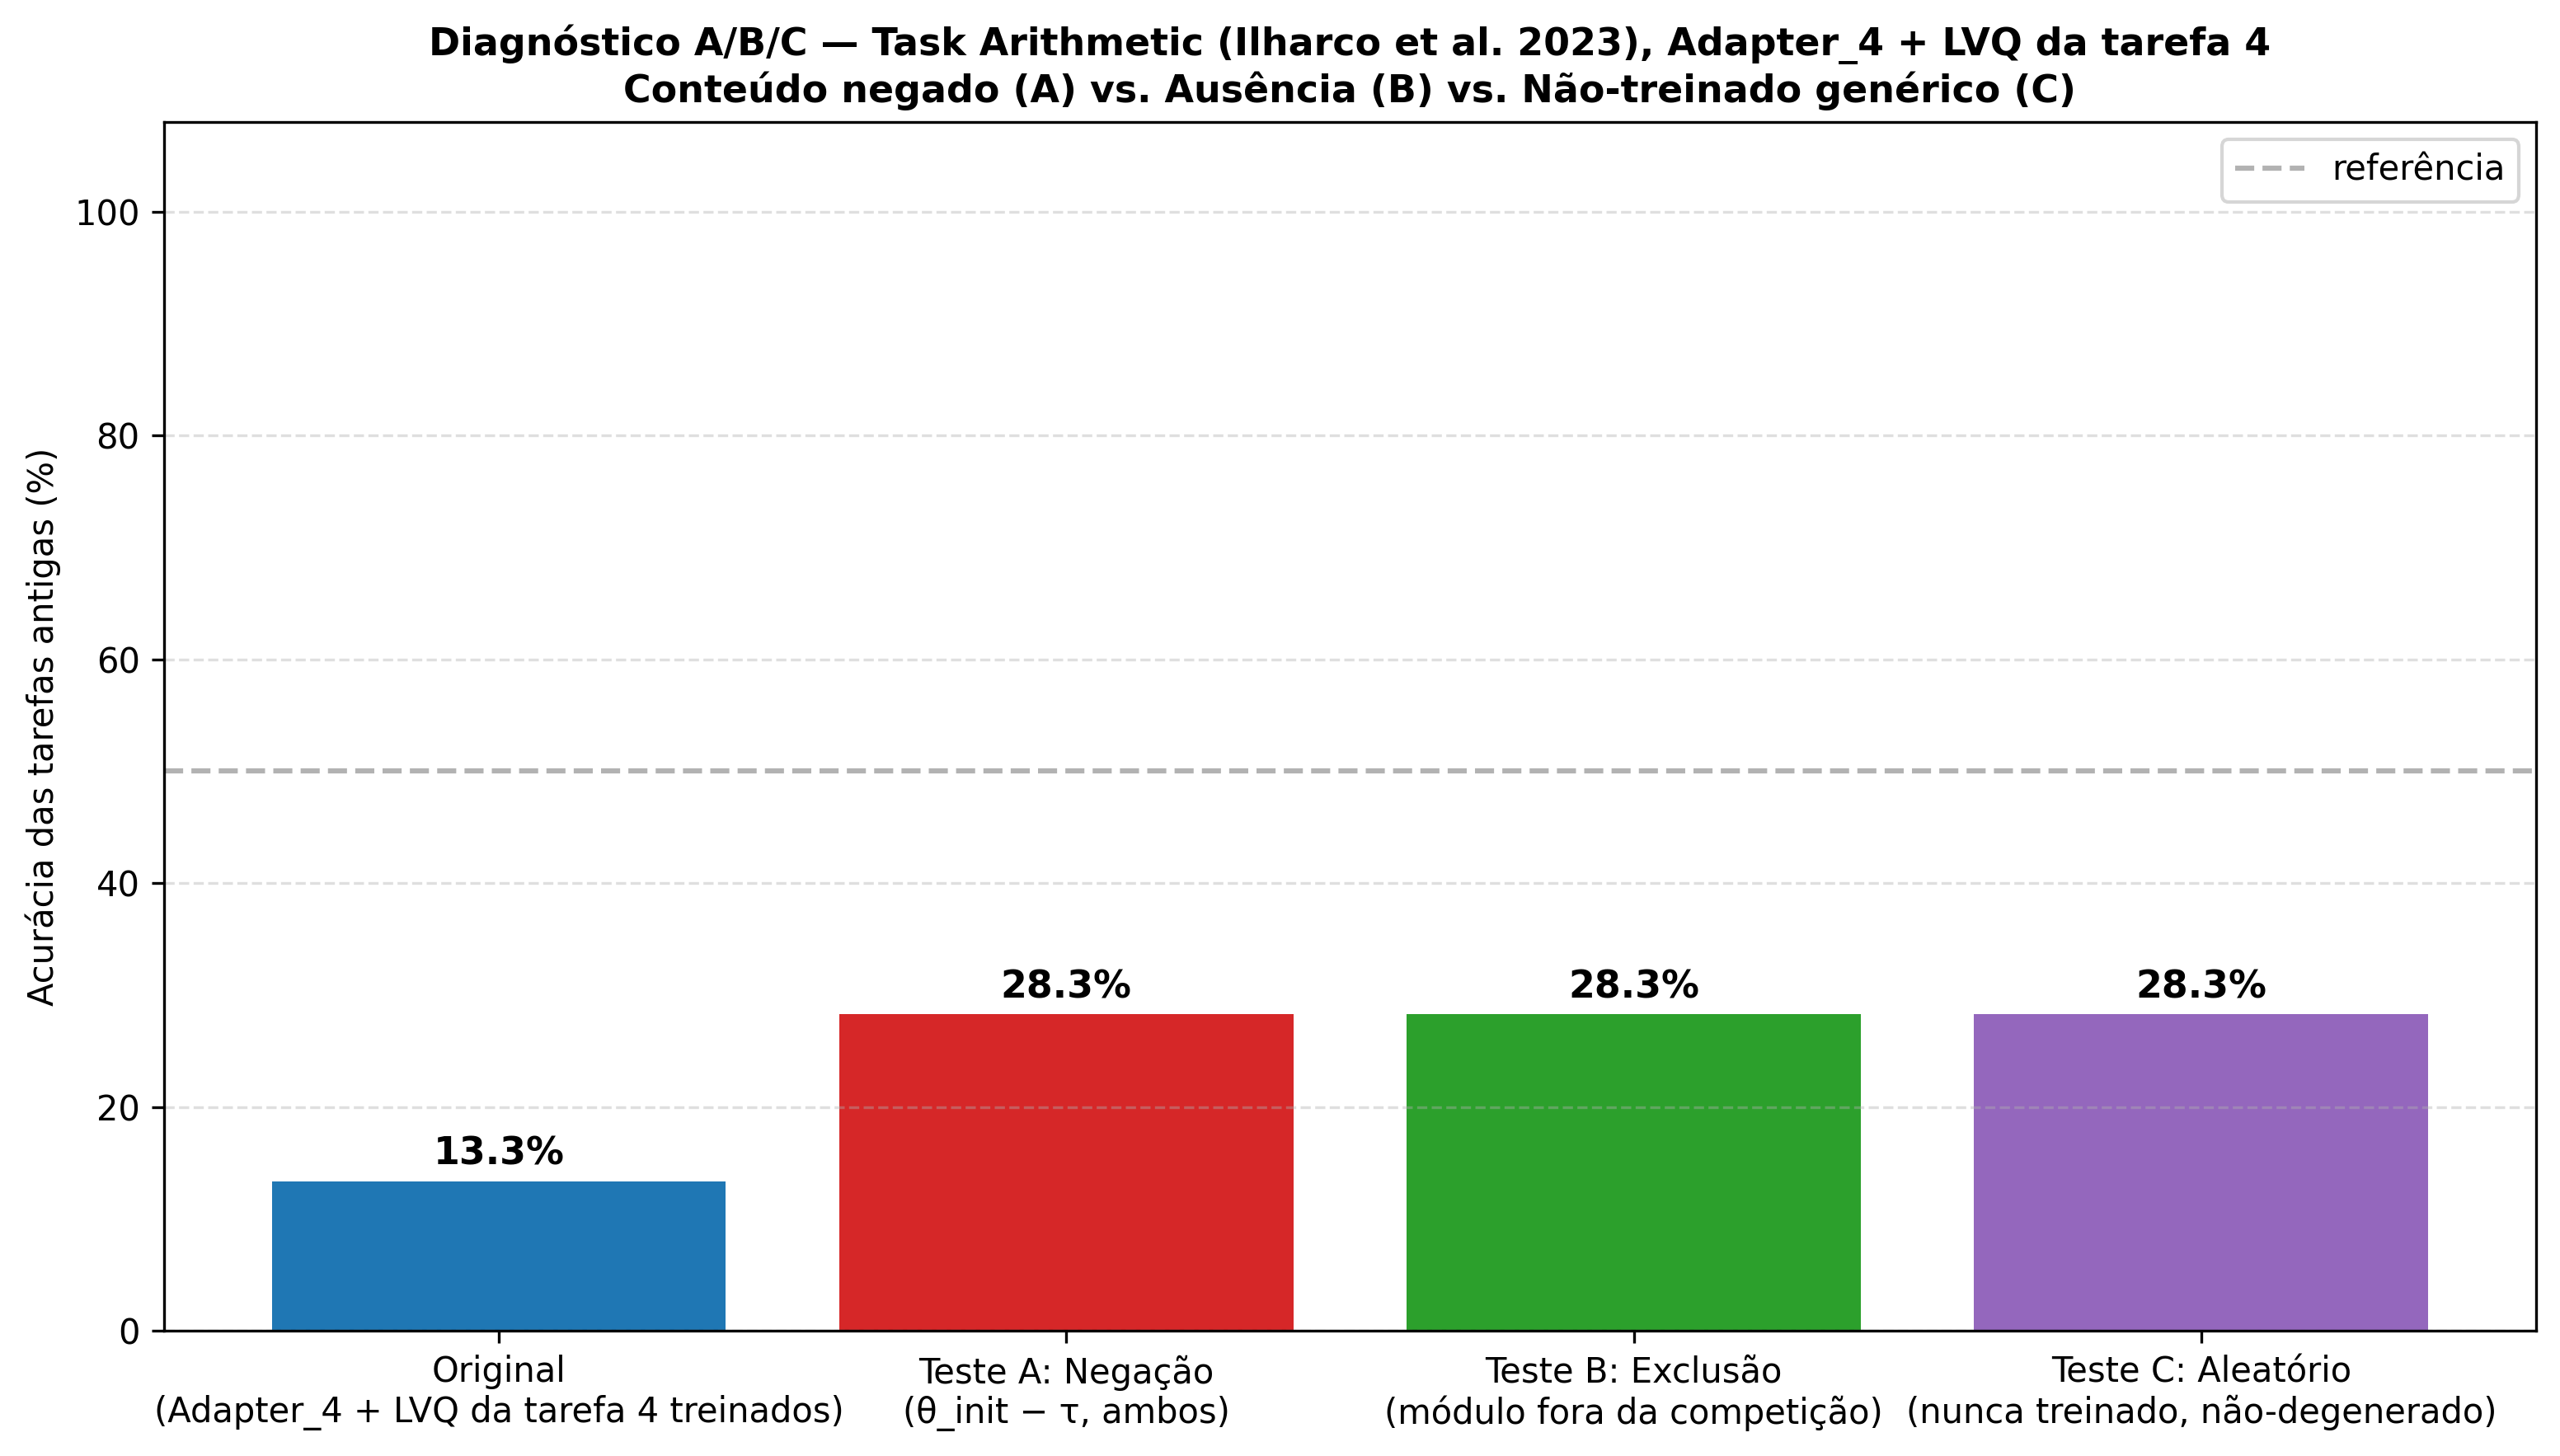 Diagnóstico A/B/C — Task Arithmetic (Ilharco et al. 2023), Adapter_4 + LVQ da tarefa 4
Conteúdo negado (A) vs. Ausência (B) vs. Não-treinado genérico (C)
referência
Acurácia das tarefas antigas (%)
100
80
60
40
20
0
13.3%
28.3%
28.3%
28.3%
Original
(Adapter_4 + LVQ da tarefa 4 treinados)
Teste A: Negação
(θ_init − τ, ambos)
Teste B: Exclusão
(módulo fora da competição)
Teste C: Aleatório
(nunca treinado, não-degenerado)